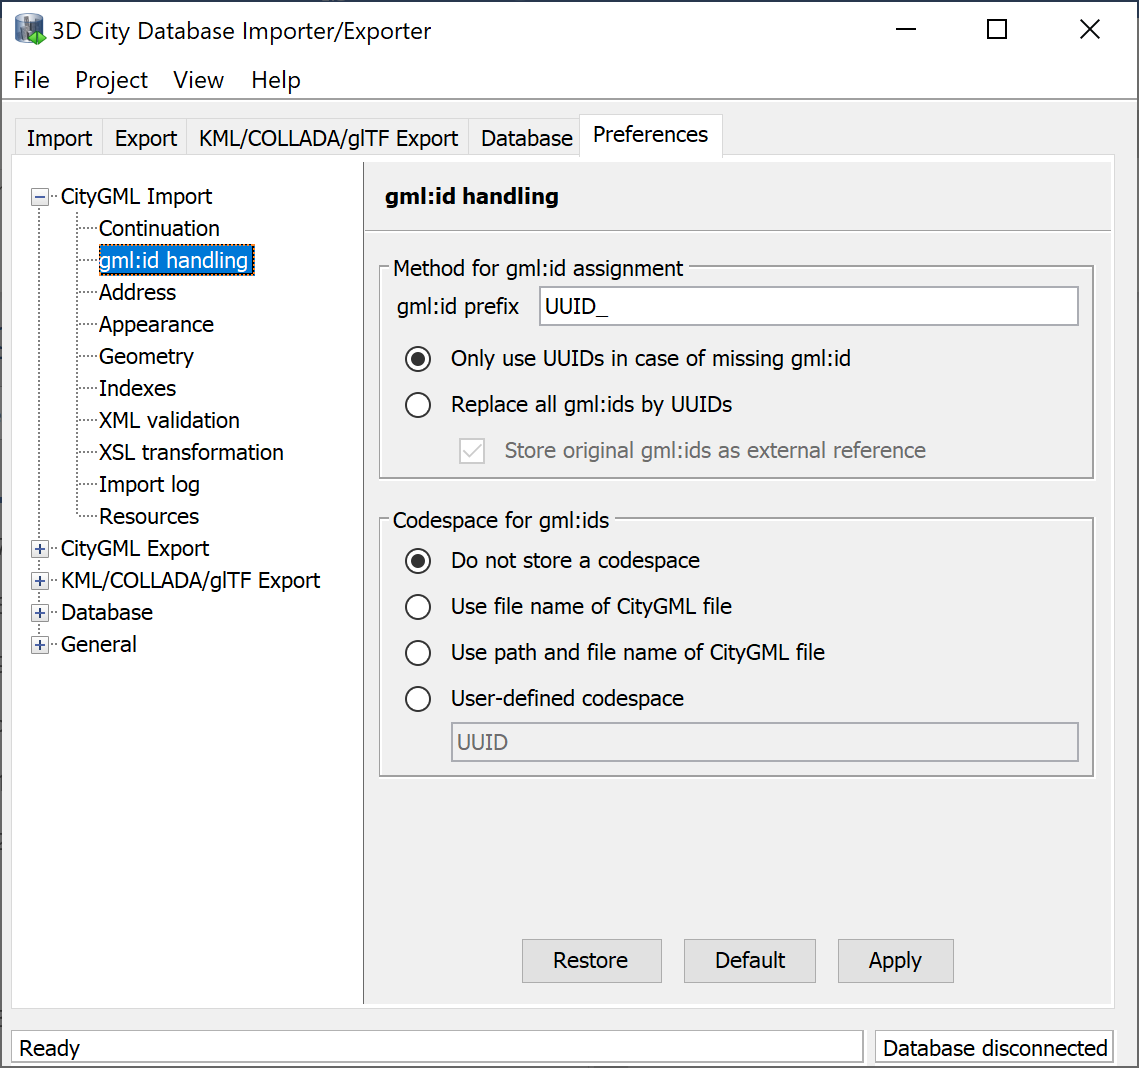 3D City Database Importer/Exporter
File Project View Help
Import Export KML/COLLADA/glTF Export Database Preferences
CityGML Import
Continuation
gml:id handling
Address
Appearance
Geometry
Indexes
XML validation
XSL transformation
Import log
Resources
CityGML Export
KML/COLLADA/glTF Export
Database
General
gml:id handling
Method for gml:id assignment
gml:id prefix UUID_
Only use UUIDs in case of missing gml:id
Replace all gml:ids by UUIDs
Store original gml:ids as external reference
Codespace for gml:ids
Do not store a codespace
Use file name of CityGML file
Use path and file name of CityGML file
User-defined codespace
UUID
Restore Default Apply
Ready Database disconnected